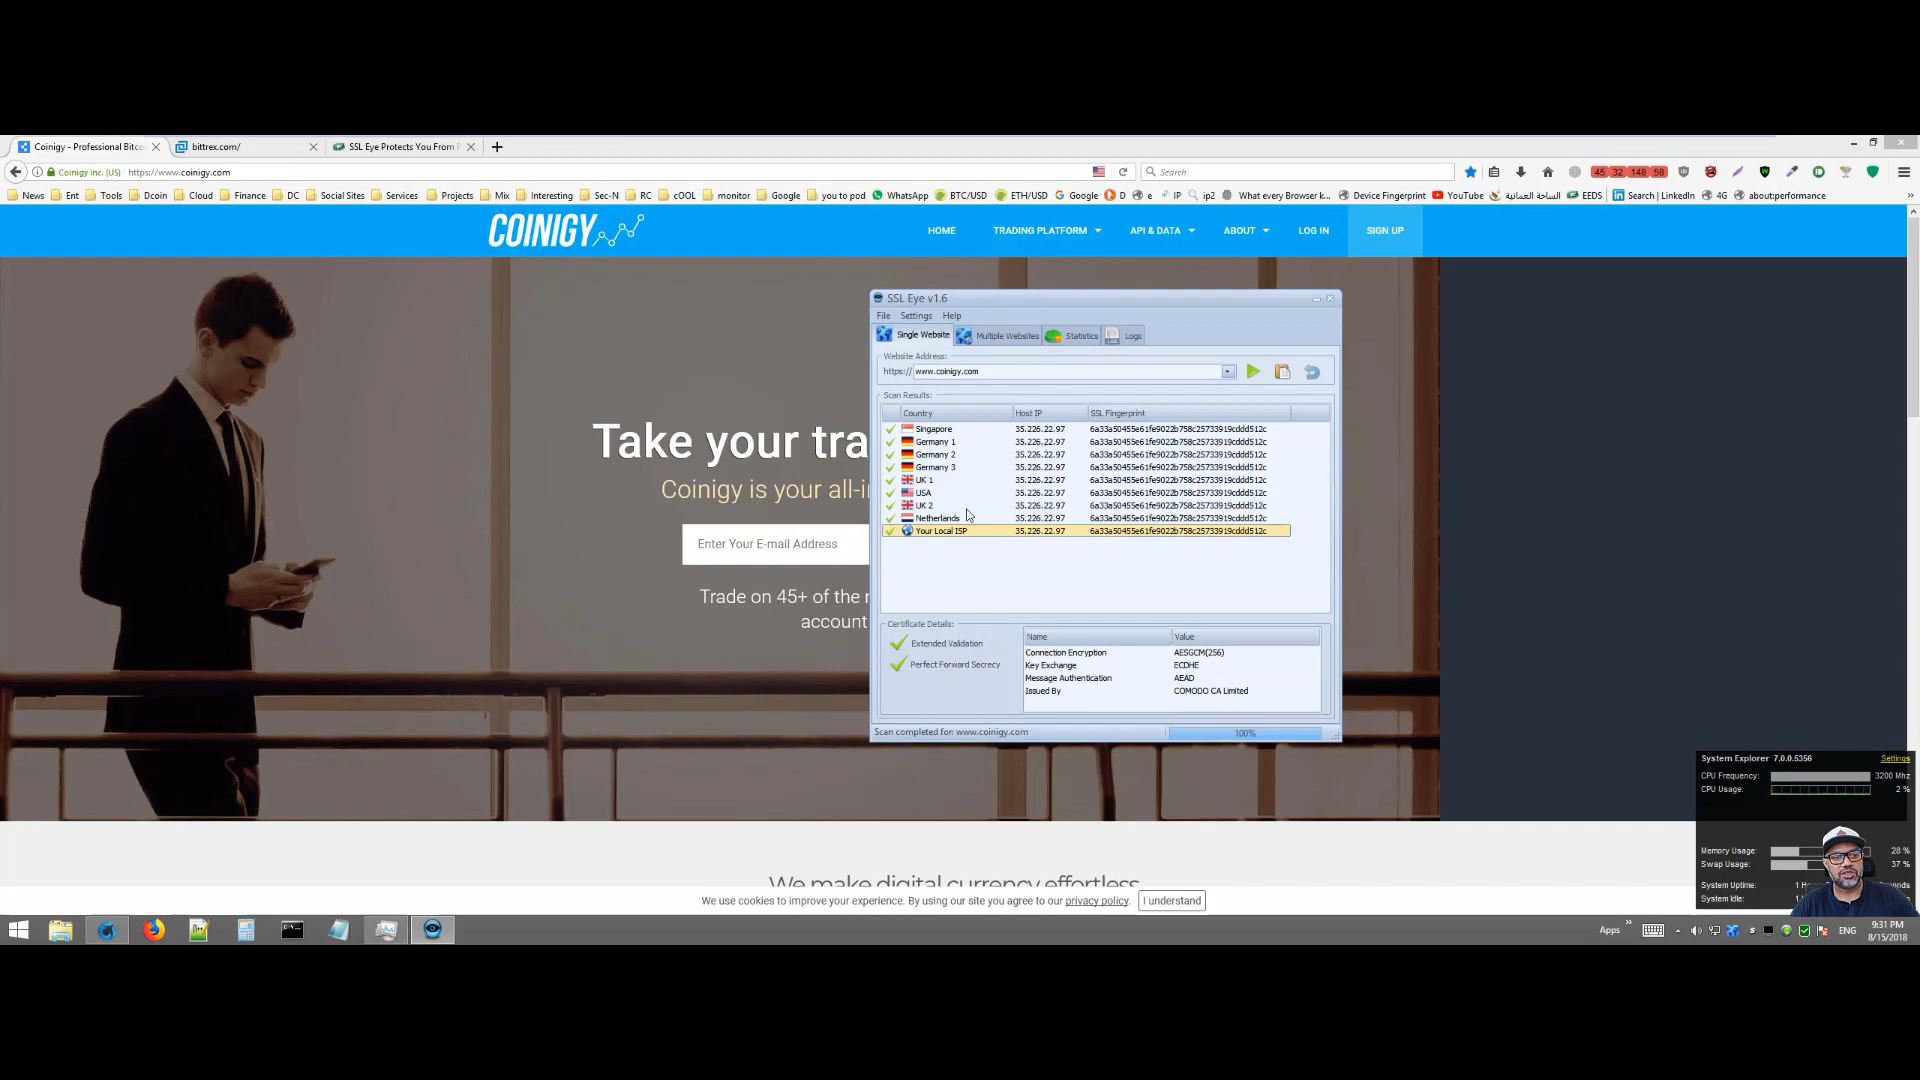 Coinigy - Professional Bitco
bittrex.com/
SSL Eye Protects You From P
Coinigy Inc. (US)
https://www.coinigy.com
Search
45 32 148 58
News
Ent
Tools
Dcoin
Cloud
Finance
DC
Social Sites
Services
Projects
Mix
Interesting
Sec-N
RC
cOOL
monitor
Google
you to pod
WhatsApp
BTC/USD
ETH/USD
Google
D
e
IP
ip2
What every Browser k...
Device Fingerprint
YouTube
الساحة العمانية
EEDS
Search | LinkedIn
4G
about:performance
COINIGY
HOME
TRADING PLATFORM
API & DATA
ABOUT
LOG IN
SIGN UP
Take your tra
Coinigy is your all-i
Enter Your E-mail Address
Trade on 45+ of the
account
SSL Eye v1.6
File Settings Help
Single Website
Multiple Websites
Statistics
Logs
Website Address:
https:// www.coinigy.com
Scan Results:
Country Host IP SSL Fingerprint
Singapore 35.226.22.97 6a33a50455e61fe9022b758c25733919cddd512c
Germany 1 35.226.22.97 6a33a50455e61fe9022b758c25733919cddd512c
Germany 2 35.226.22.97 6a33a50455e61fe9022b758c25733919cddd512c
Germany 3 35.226.22.97 6a33a50455e61fe9022b758c25733919cddd512c
UK 1 35.226.22.97 6a33a50455e61fe9022b758c25733919cddd512c
USA 35.226.22.97 6a33a50455e61fe9022b758c25733919cddd512c
UK 2 35.226.22.97 6a33a50455e61fe9022b758c25733919cddd512c
Netherlands 35.226.22.97 6a33a50455e61fe9022b758c25733919cddd512c
Your Local ISP 35.226.22.97 6a33a50455e61fe9022b758c25733919cddd512c
Certificate Details:
Extended Validation
Perfect Forward Secrecy
Name Value
Connection Encryption AESGCM(256)
Key Exchange ECDHE
Message Authentication AEAD
Issued By COMODO CA Limited
Scan completed for: www.coinigy.com
100%
System Explorer 7.0.0.5356 Settings
CPU Frequency: 3200 Mhz
CPU Usage: 2 %
Memory Usage: 28 %
Swap Usage: 37 %
System Uptime:
System Idle:
We make digital currency effortless
We use cookies to improve your experience. By using our site you agree to our privacy policy.
I understand
Apps
ENG
9:31 PM
8/15/2018